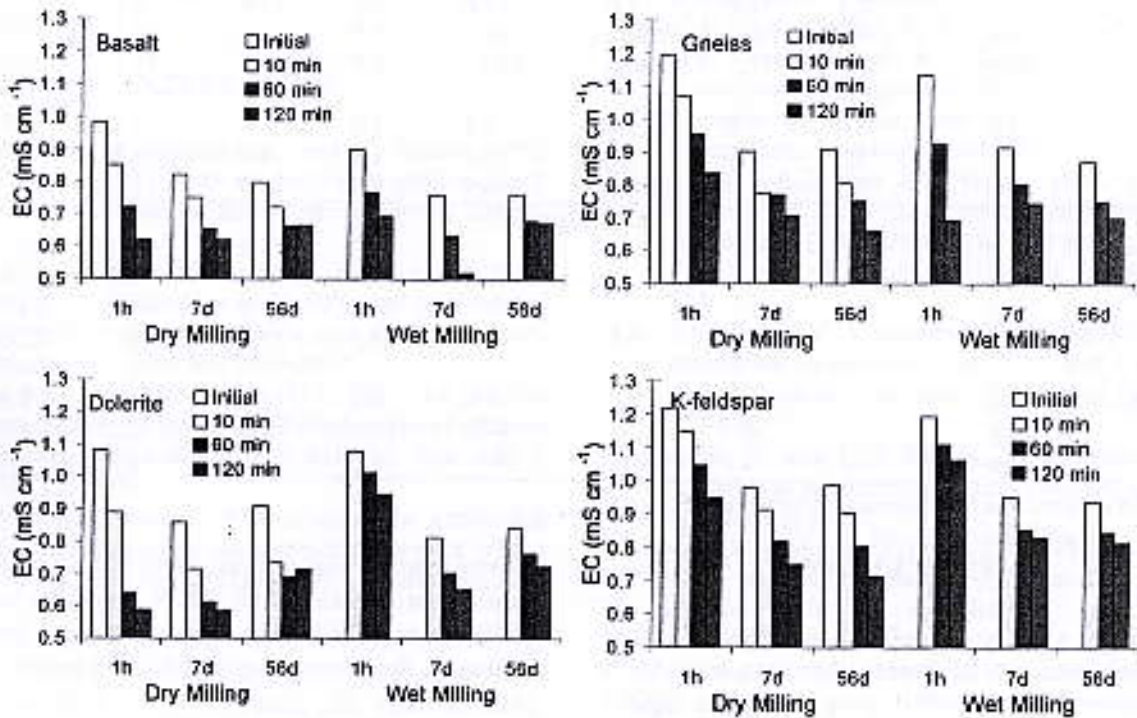 Basalt
EC (mS cm⁻¹)
1.3
1.2
1.1
1.0
0.9
0.8
0.7
0.6
0.5
Initial
10 min
60 min
120 min
1h 7d 56d 1h 7d 56d
Dry Milling Wet Milling
Gneiss
EC (mS cm⁻¹)
1.3
1.2
1.1
1.0
0.9
0.8
0.7
0.6
0.5
Initial
10 min
60 min
120 min
1h 7d 56d 1h 7d 56d
Dry Milling Wet Milling
Dolerite
EC (mS cm⁻¹)
1.3
1.2
1.1
1.0
0.9
0.8
0.7
0.6
0.5
Initial
10 min
60 min
120 min
1h 7d 56d 1h 7d 56d
Dry Milling Wet Milling
K-feldspar
EC (mS cm⁻¹)
1.3
1.2
1.1
1.0
0.9
0.8
0.7
0.6
0.5
Initial
10 min
60 min
120 min
1h 7d 56d 1h 7d 56d
Dry Milling Wet Milling